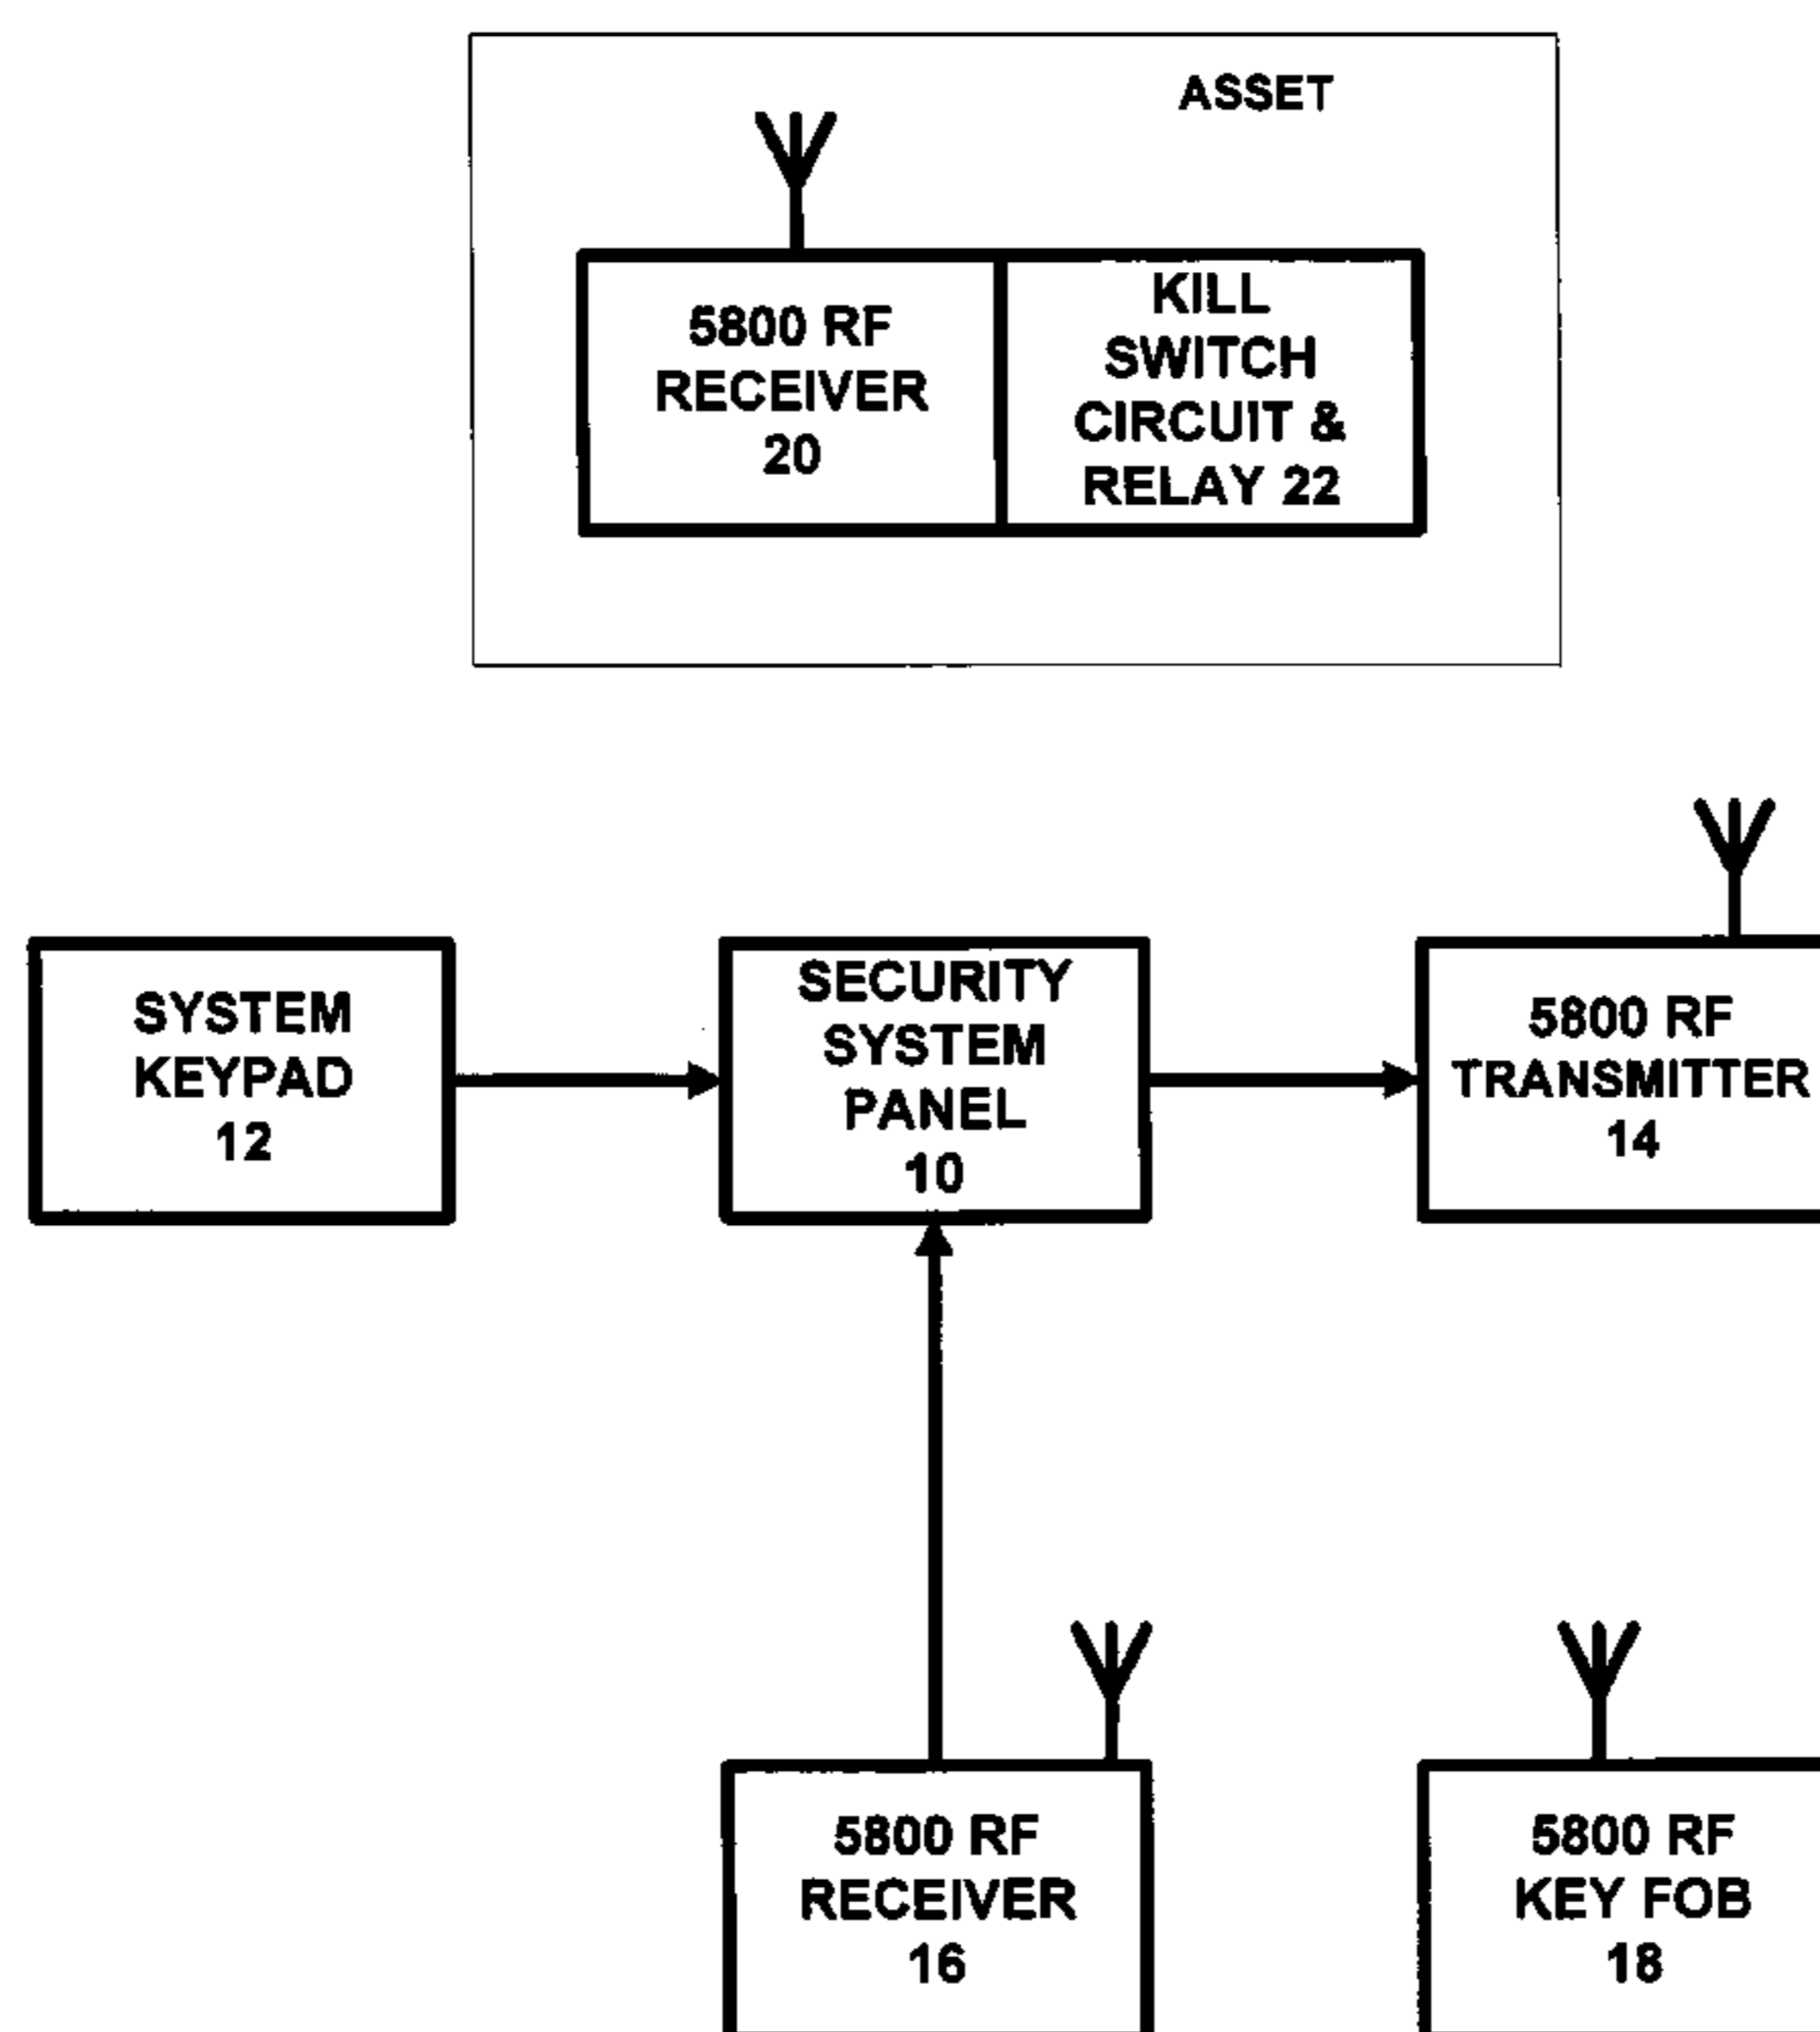 ASSET
5800 RF
RECEIVER
20
KILL
SWITCH
CIRCUIT &
RELAY 22
SYSTEM
KEYPAD
12
SECURITY
SYSTEM
PANEL
10
5800 RF
TRANSMITTER
14
5800 RF
RECEIVER
16
5800 RF
KEY FOB
18